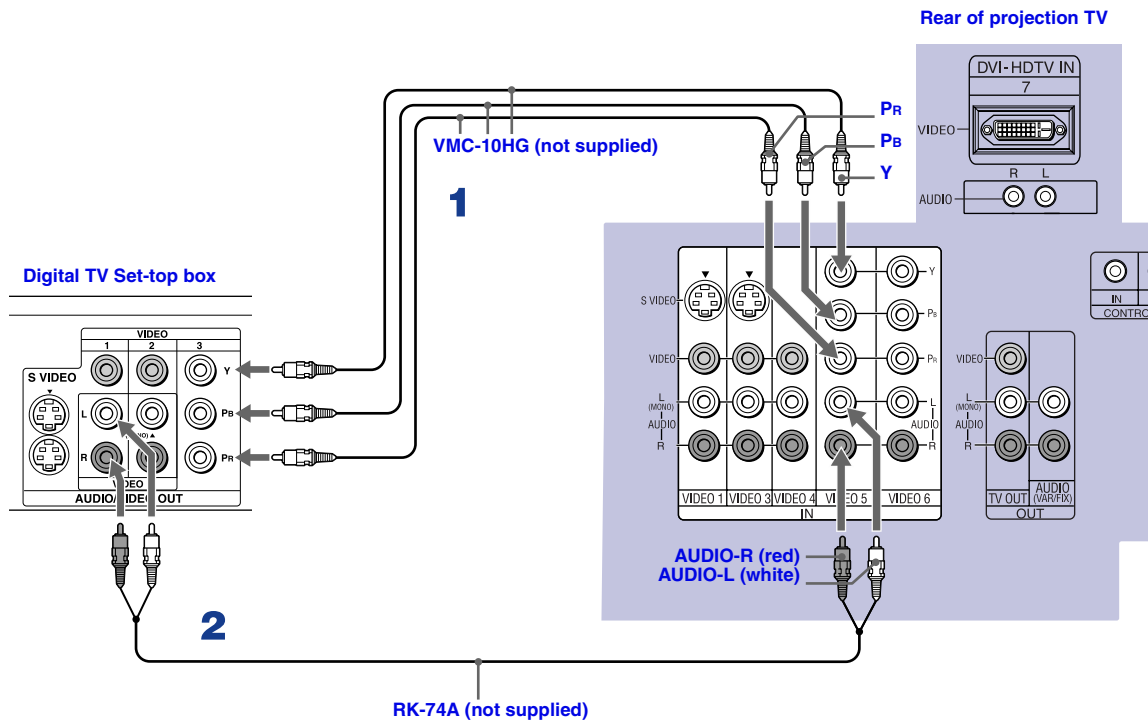 Rear of projection TV
DVI-HDTV IN
7
VIDEO
R L
AUDIO
PR
PB
Y
VMC-10HG (not supplied)
1
Digital TV Set-top box
VIDEO
1 2 3
S VIDEO
Y
L
PB
R
PR
AUDIO/VIDEO OUT
S VIDEO
Y
PB
VIDEO
PR
L
(MONO)
AUDIO
R
L
AUDIO
R
VIDEO 1 VIDEO 3 VIDEO 4 VIDEO 5 VIDEO 6
IN
IN
VIDEO
L
(MONO)
AUDIO
R
TV OUT
AUDIO
(VAR/FIX)
OUT
AUDIO-R (red)
AUDIO-L (white)
2
RK-74A (not supplied)